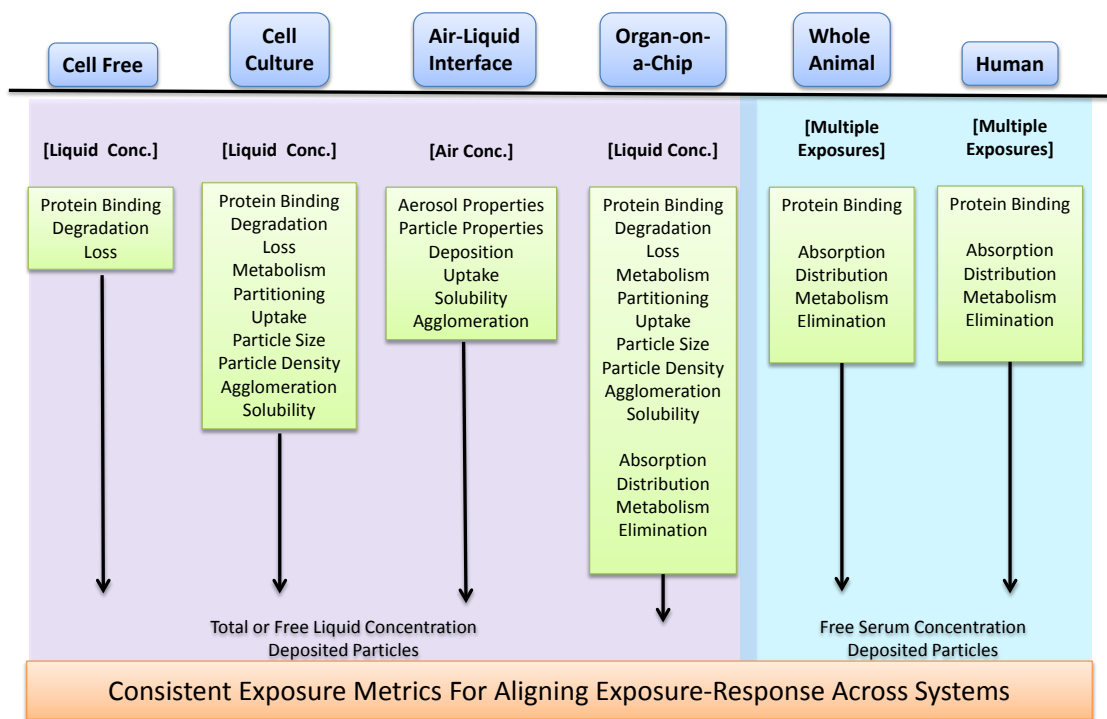 Cell Free
Cell
Culture
Air-Liquid
Interface
Organ-on-
a-Chip
Whole
Animal
Human
[Liquid Conc.]
Protein Binding
Degradation
Loss
[Liquid Conc.]
Protein Binding
Degradation
Loss
Metabolism
Partitioning
Uptake
Particle Size
Particle Density
Agglomeration
Solubility
[Air Conc.]
Aerosol Properties
Particle Properties
Deposition
Uptake
Solubility
Agglomeration
[Liquid Conc.]
Protein Binding
Degradation
Loss
Metabolism
Partitioning
Uptake
Particle Size
Particle Density
Agglomeration
Solubility
Absorption
Distribution
Metabolism
Elimination
[Multiple
Exposures]
Protein Binding
Absorption
Distribution
Metabolism
Elimination
[Multiple
Exposures]
Protein Binding
Absorption
Distribution
Metabolism
Elimination
Total or Free Liquid Concentration
Deposited Particles
Free Serum Concentration
Deposited Particles
Consistent Exposure Metrics For Aligning Exposure-Response Across Systems